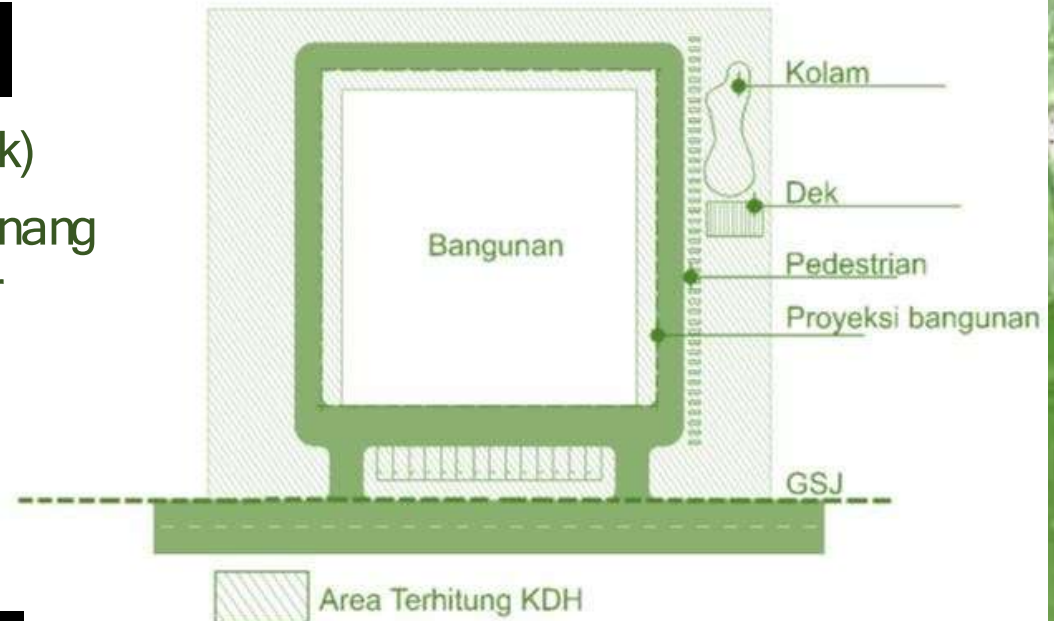 k)
nang
Kolam
Dek
Bangunan
Pedestrian
Proyeksi bangunan
GSJ
Area Terhitung KDH